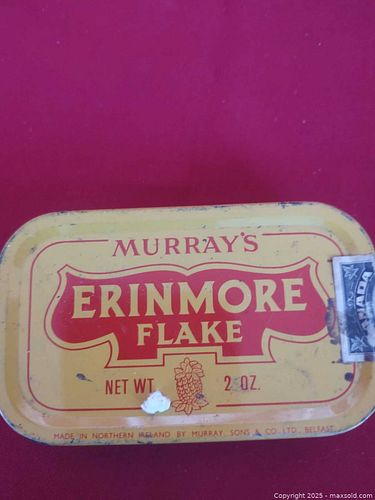 MURRAY'S
ERINMORE
FLAKE
NET WT. 2 OZ.
MADE IN NORTHERN IRELAND BY MURRAY, SONS & CO. LTD., BELFAST
CANADA
Copyright 2025 - maxsold.com